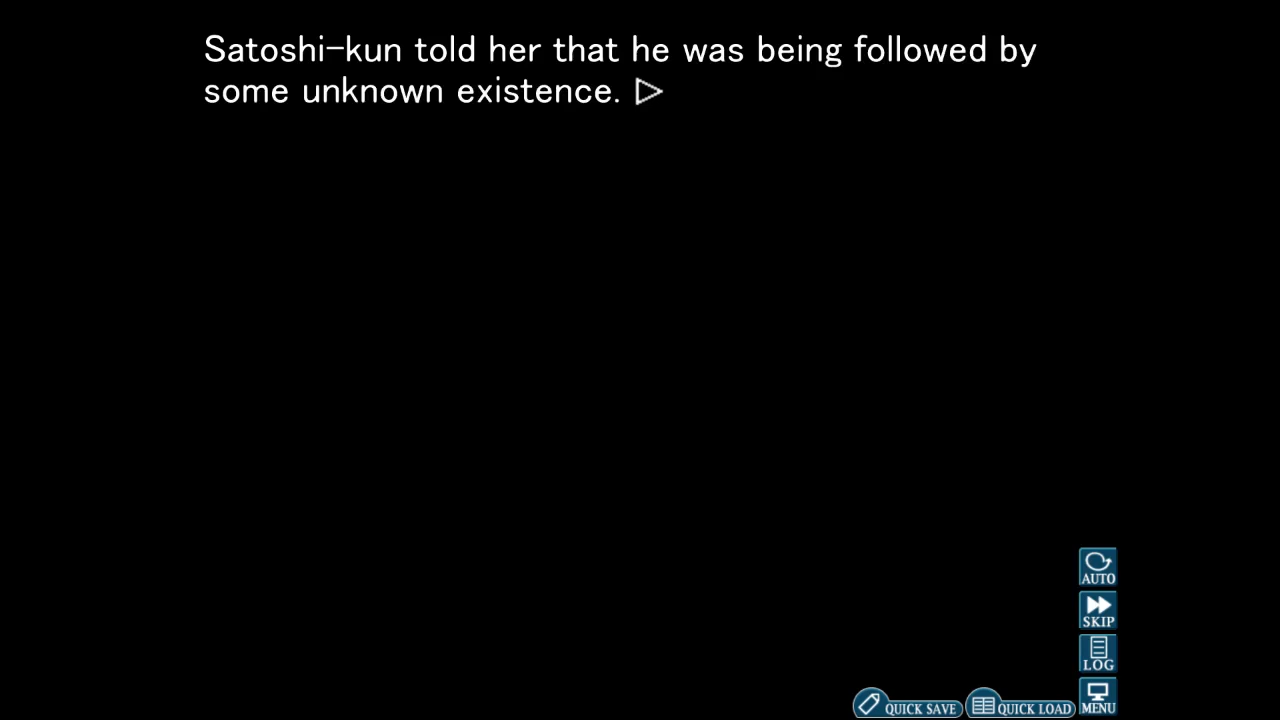 Satoshi-kun told her that he was being followed by
some unknown existence.
AUTO
SKIP
LOG
QUICK SAVE QUICK LOAD MENU